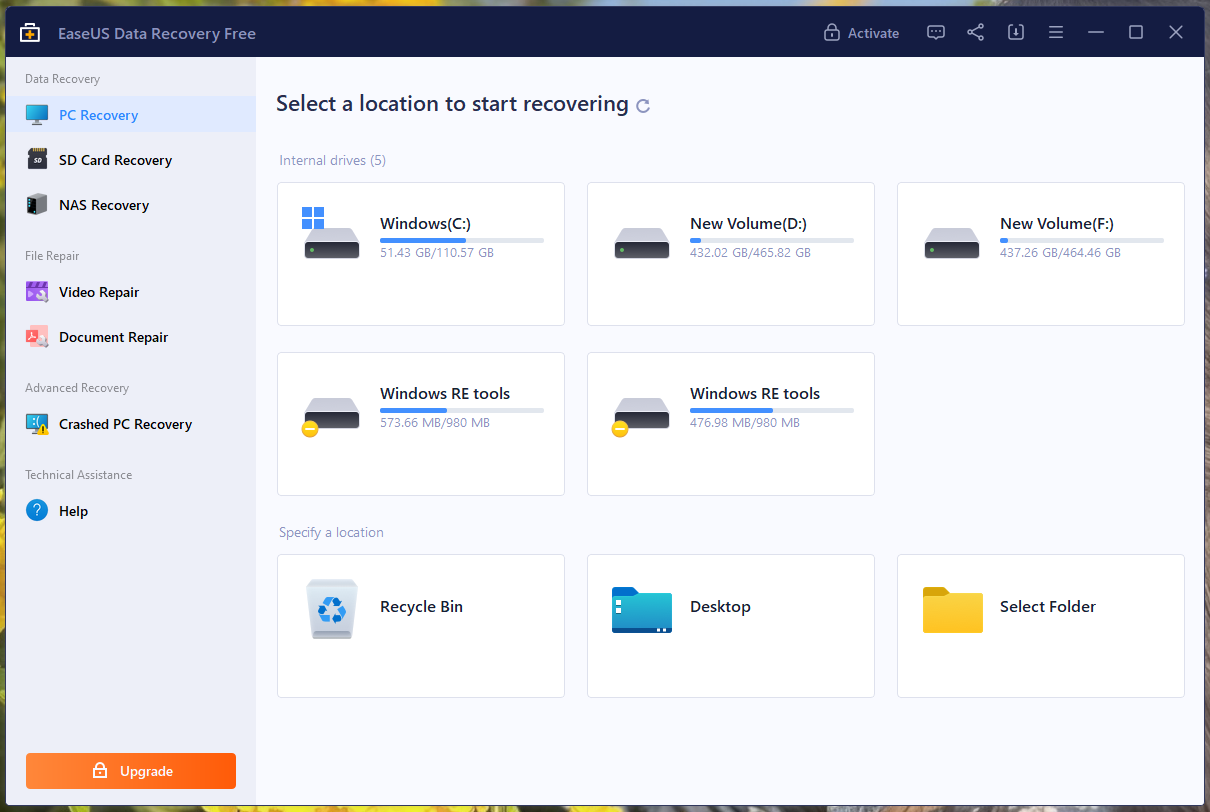 EaseUS Data Recovery Free
Activate
Data Recovery
PC Recovery
SD
SD Card Recovery
NAS Recovery
File Repair
Video Repair
Document Repair
Advanced Recovery
Crashed PC Recovery
Technical Assistance
?
Help
Upgrade
Select a location to start recovering
Internal drives (5)
Windows(C:)
51.43 GB/110.57 GB
New Volume(D:)
432.02 GB/465.82 GB
New Volume(F:)
437.26 GB/464.46 GB
Windows RE tools
573.66 MB/980 MB
Windows RE tools
476.98 MB/980 MB
Specify a location
Recycle Bin
Desktop
Select Folder